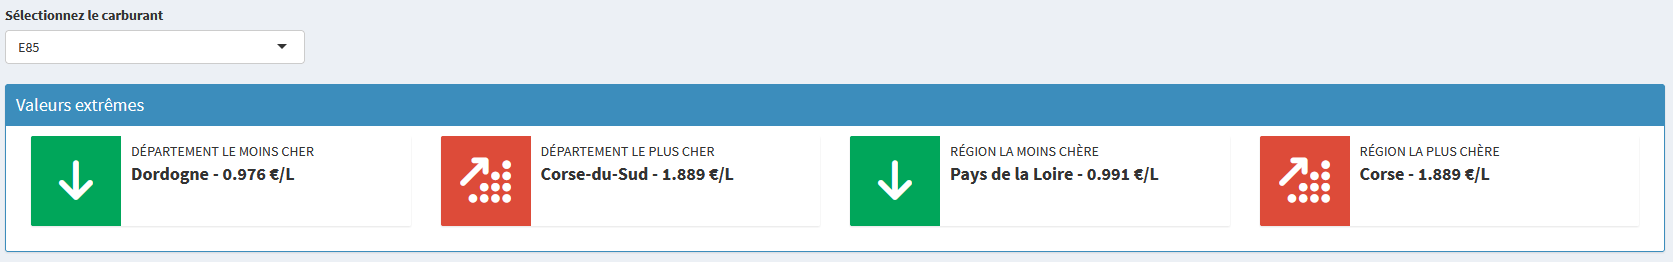 Sélectionnez le carburant
E85
Valeurs extrêmes
DÉPARTEMENT LE MOINS CHER
Dordogne - 0.976 €/L
DÉPARTEMENT LE PLUS CHER
Corse-du-Sud - 1.889 €/L
RÉGION LA MOINS CHÈRE
Pays de la Loire - 0.991 €/L
RÉGION LA PLUS CHÈRE
Corse - 1.889 €/L